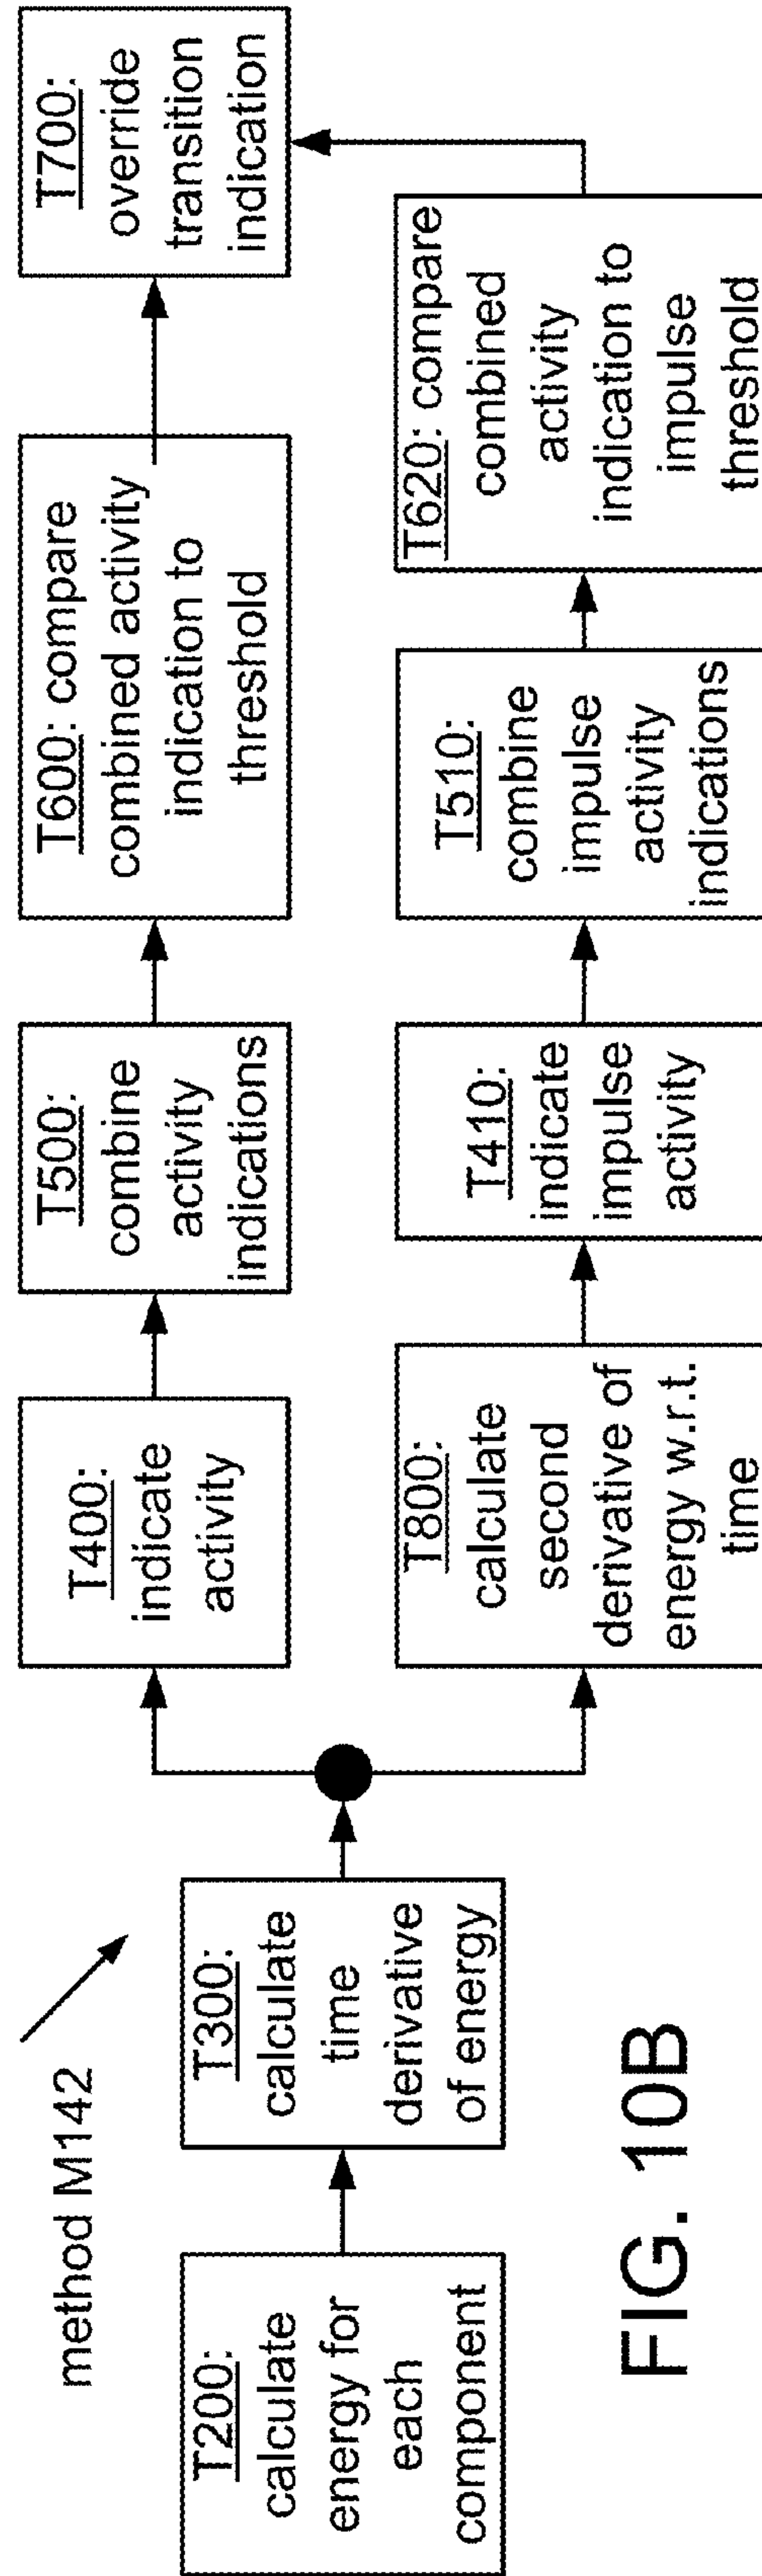 method M142
T200:
calculate
energy for
each
component
T300:
calculate
time
derivative
of energy
T400:
indicate
activity
T500:
combine
activity
indications
T600: compare
combined activity
indication to
threshold
T700:
override
transition
indication
T800:
calculate
second
derivative of
energy w.r.t.
time
T410:
indicate
impulse
activity
T510:
combine
impulse
activity
indications
T620: compare
combined
activity
indication to
impulse
threshold
FIG. 10B